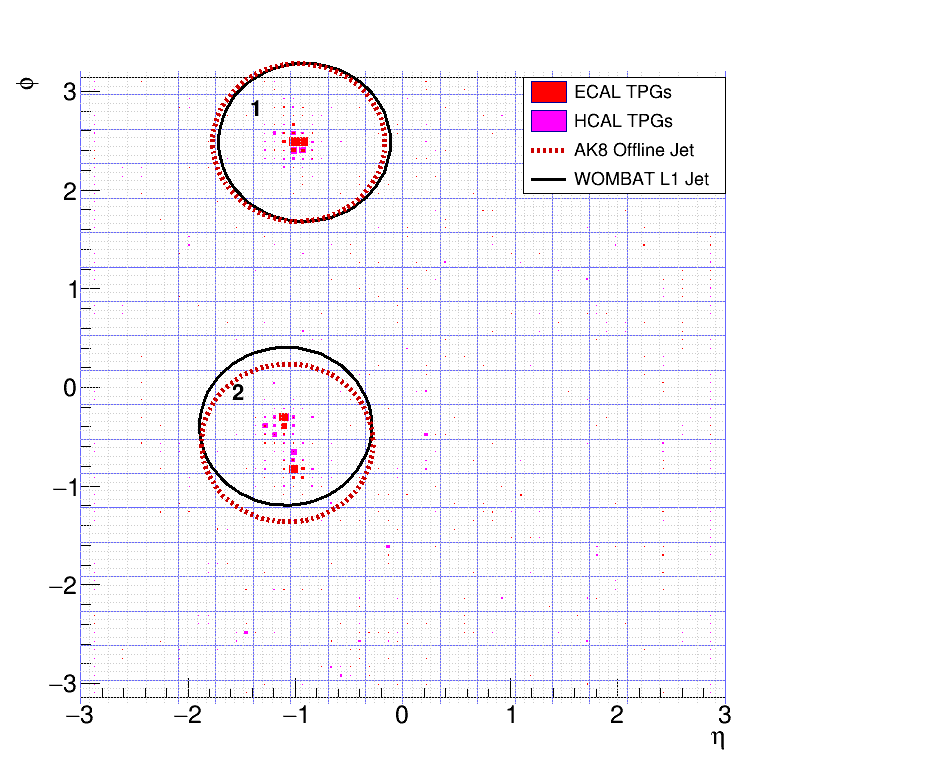 ϕ
3
2
1
0
−1
−2
−3
1
2
ECAL TPGs
HCAL TPGs
AK8 Offline Jet
WOMBAT L1 Jet
−3 −2 −1 0 1 2 3
η